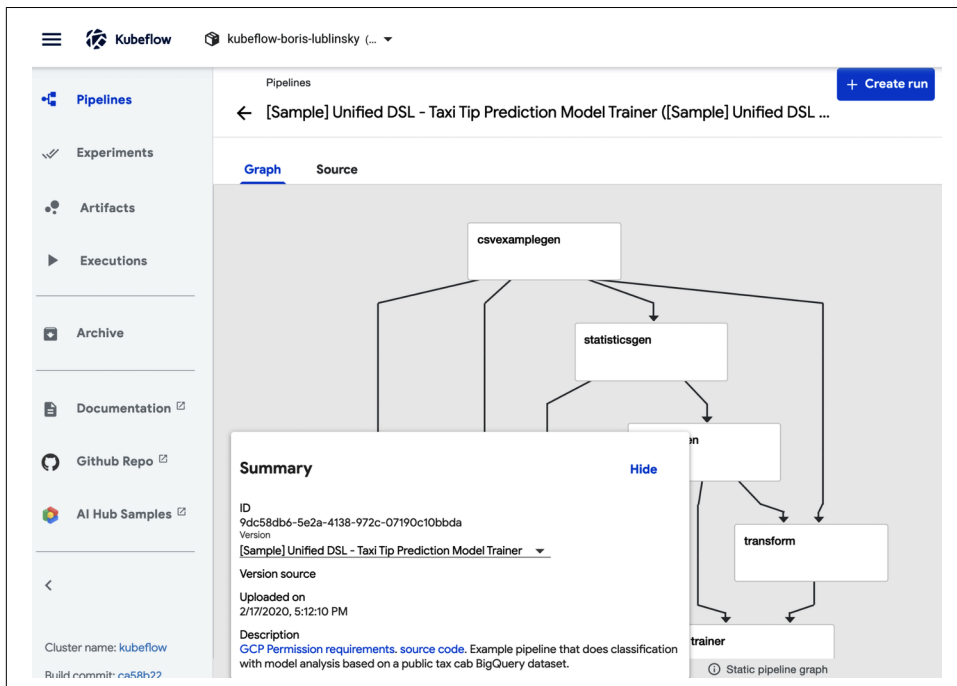 Kubeflow
kubeflow-boris-lublinsky (...
Pipelines
Experiments
Artifacts
Executions
Archive
Documentation
Github Repo
AI Hub Samples
Cluster name: kubeflow
Build commit: ca58b22
Pipelines
+ Create run
[Sample] Unified DSL - Taxi Tip Prediction Model Trainer ([Sample] Unified DSL ...
Graph
Source
csvexamplegen
statisticsgen
en
transform
trainer
Static pipeline graph
Summary
Hide
ID
9dc58db6-5e2a-4138-972c-07190c10bbda
Version
[Sample] Unified DSL - Taxi Tip Prediction Model Trainer
Version source
Uploaded on
2/17/2020, 5:12:10 PM
Description
GCP Permission requirements. source code. Example pipeline that does classification
with model analysis based on a public tax cab BigQuery dataset.